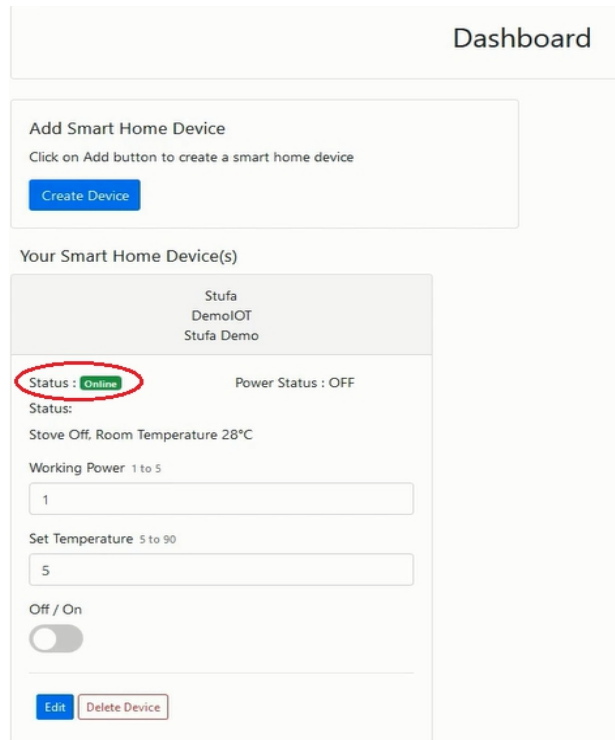 Dashboard
Add Smart Home Device
Click on Add button to create a smart home device
Create Device
Your Smart Home Device(s)
Stufa
DemoIOT
Stufa Demo
Status : Online Power Status : OFF
Status:
Stove Off, Room Temperature 28°C
Working Power 1 to 5
1
Set Temperature 5 to 90
5
Off / On
Edit Delete Device